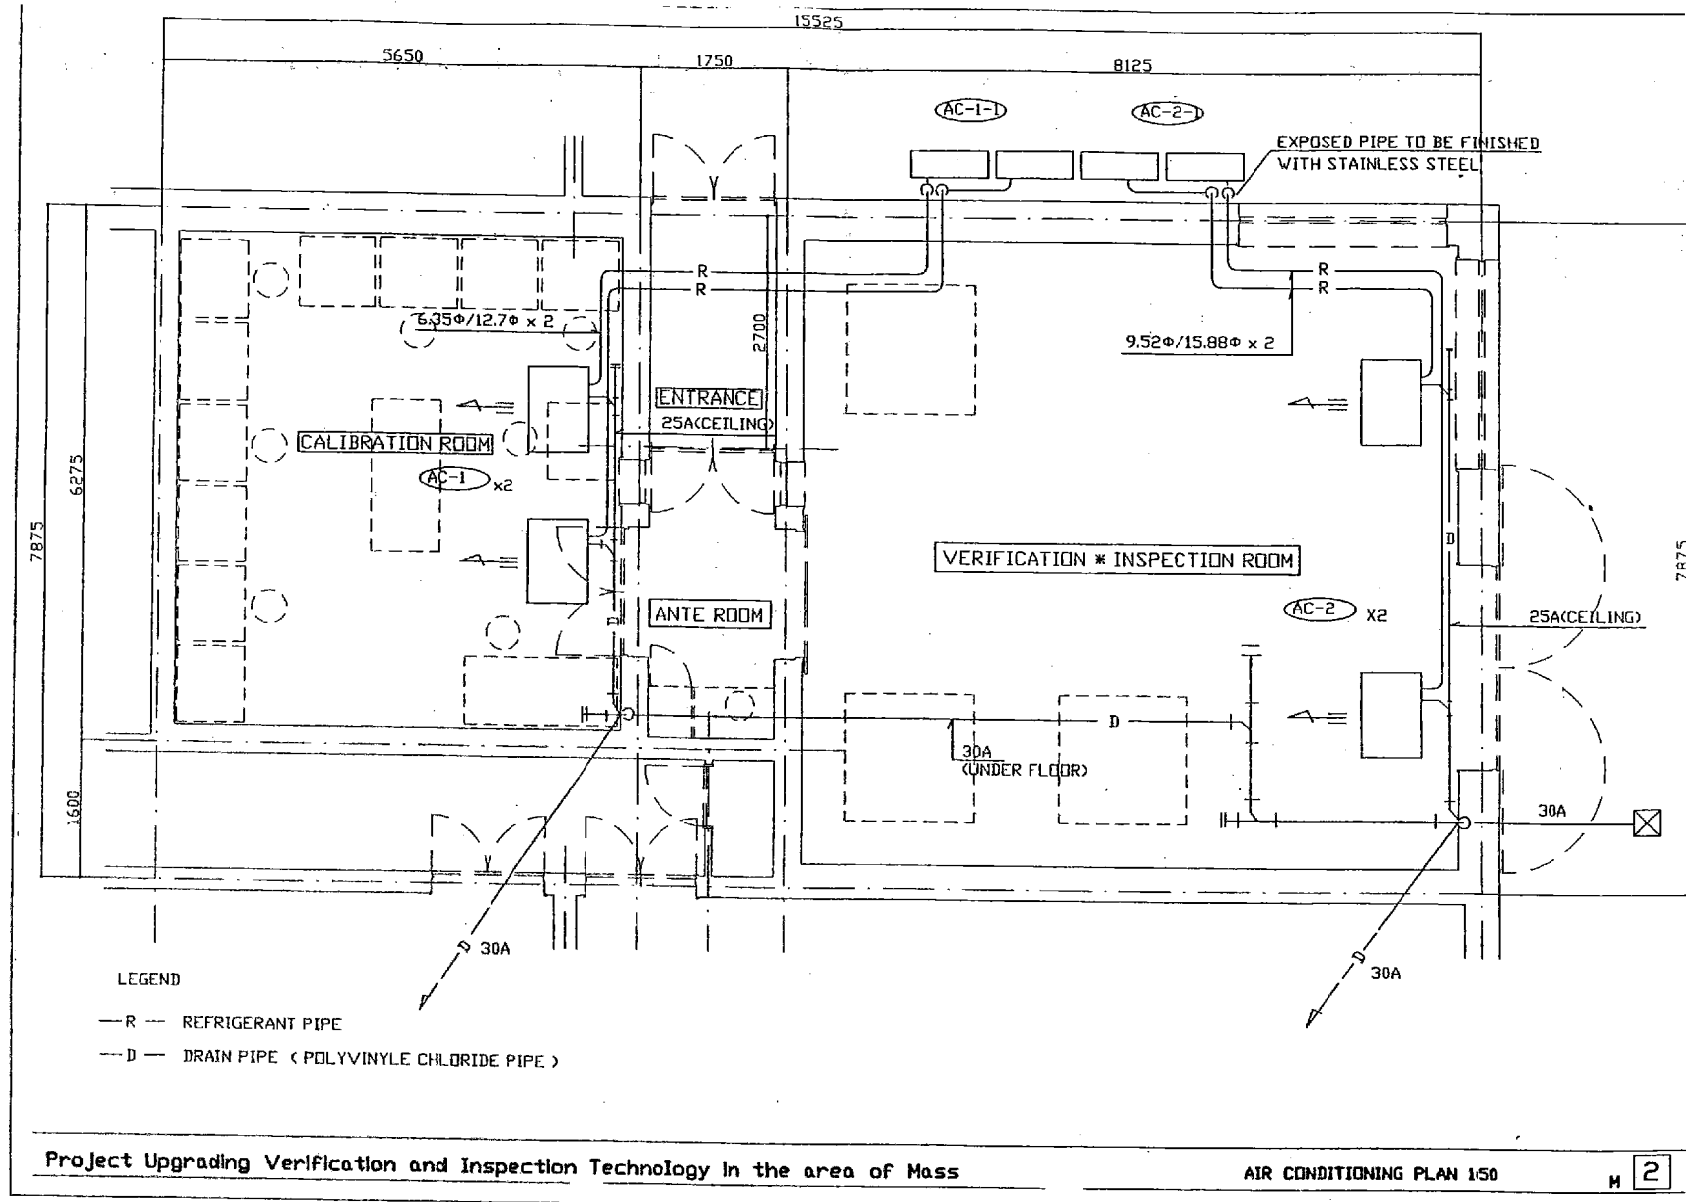 15525
5650
1750
8125
AC-1-1
AC-2-1
EXPOSED PIPE TO BE FINISHED
WITH STAINLESS STEEL
R
R
R
R
6.35Φ/12.7Φ x 2
2700
9.52Φ/15.88Φ x 2
ENTRANCE
25A(CEILING)
CALIBRATION ROOM
AC-1 x2
6275
7875
7875
D
VERIFICATION * INSPECTION ROOM
ANTE ROOM
D
AC-2 X2
25A(CEILING)
D
30A
(UNDER FLOOR)
1600
30A
D 30A
D 30A
LEGEND
R REFRIGERANT PIPE
D DRAIN PIPE ( POLYVINYLE CHLORIDE PIPE )
Project Upgrading Verification and Inspection Technology in the area of Mass
AIR CONDITIONING PLAN 1:50
M 2